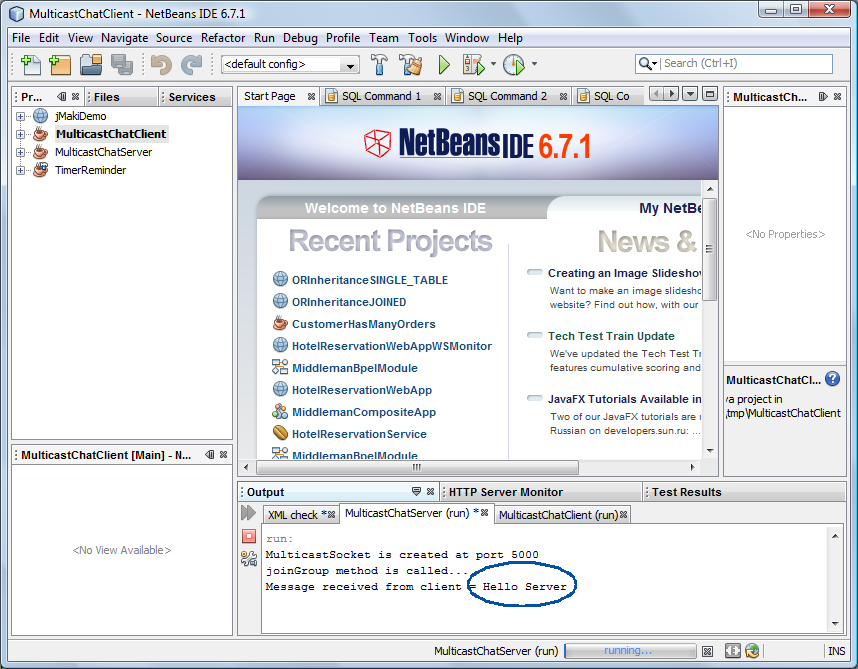 MulticastChatClient - NetBeans IDE 6.7.1
File Edit View Navigate Source Refactor Run Debug Profile Team Tools Window Help
<default config>
Search (Ctrl+I)
Pr... Files Services
jMakiDemo
MulticastChatClient
MulticastChatServer
TimerReminder
Start Page SQL Command 1 SQL Command 2 SQL Co
NetBeans IDE 6.7.1
Welcome to NetBeans IDE
My NetBe
Recent Projects
ORInheritanceSINGLE_TABLE
ORInheritanceJOINED
CustomerHasManyOrders
HotelReservationWebAppWSMonitor
MiddlemanBpelModule
HotelReservationWebApp
MiddlemanCompositeApp
HotelReservationService
MiddlemanBpelModule
News &
Creating an Image Slideshow
Want to make an image slidesho
website? Find out how, with our
Tech Test Train Update
We've updated the Tech Test Tr
features cumulative scoring and
JavaFX Tutorials Available in
Two of our JavaFX tutorials are
Russian on developers.sun.ru: ...
MulticastCh...
<No Properties>
MulticastChatCl...
va project in
\tmp\MulticastChatClient
MulticastChatClient [Main] - N...
<No View Available>
Output HTTP Server Monitor Test Results
XML check * MulticastChatServer (run) * MulticastChatClient (run)
run:
MulticastSocket is created at port 5000
joinGroup method is called...
Message received from client = Hello Server
MulticastChatServer (run) running... INS